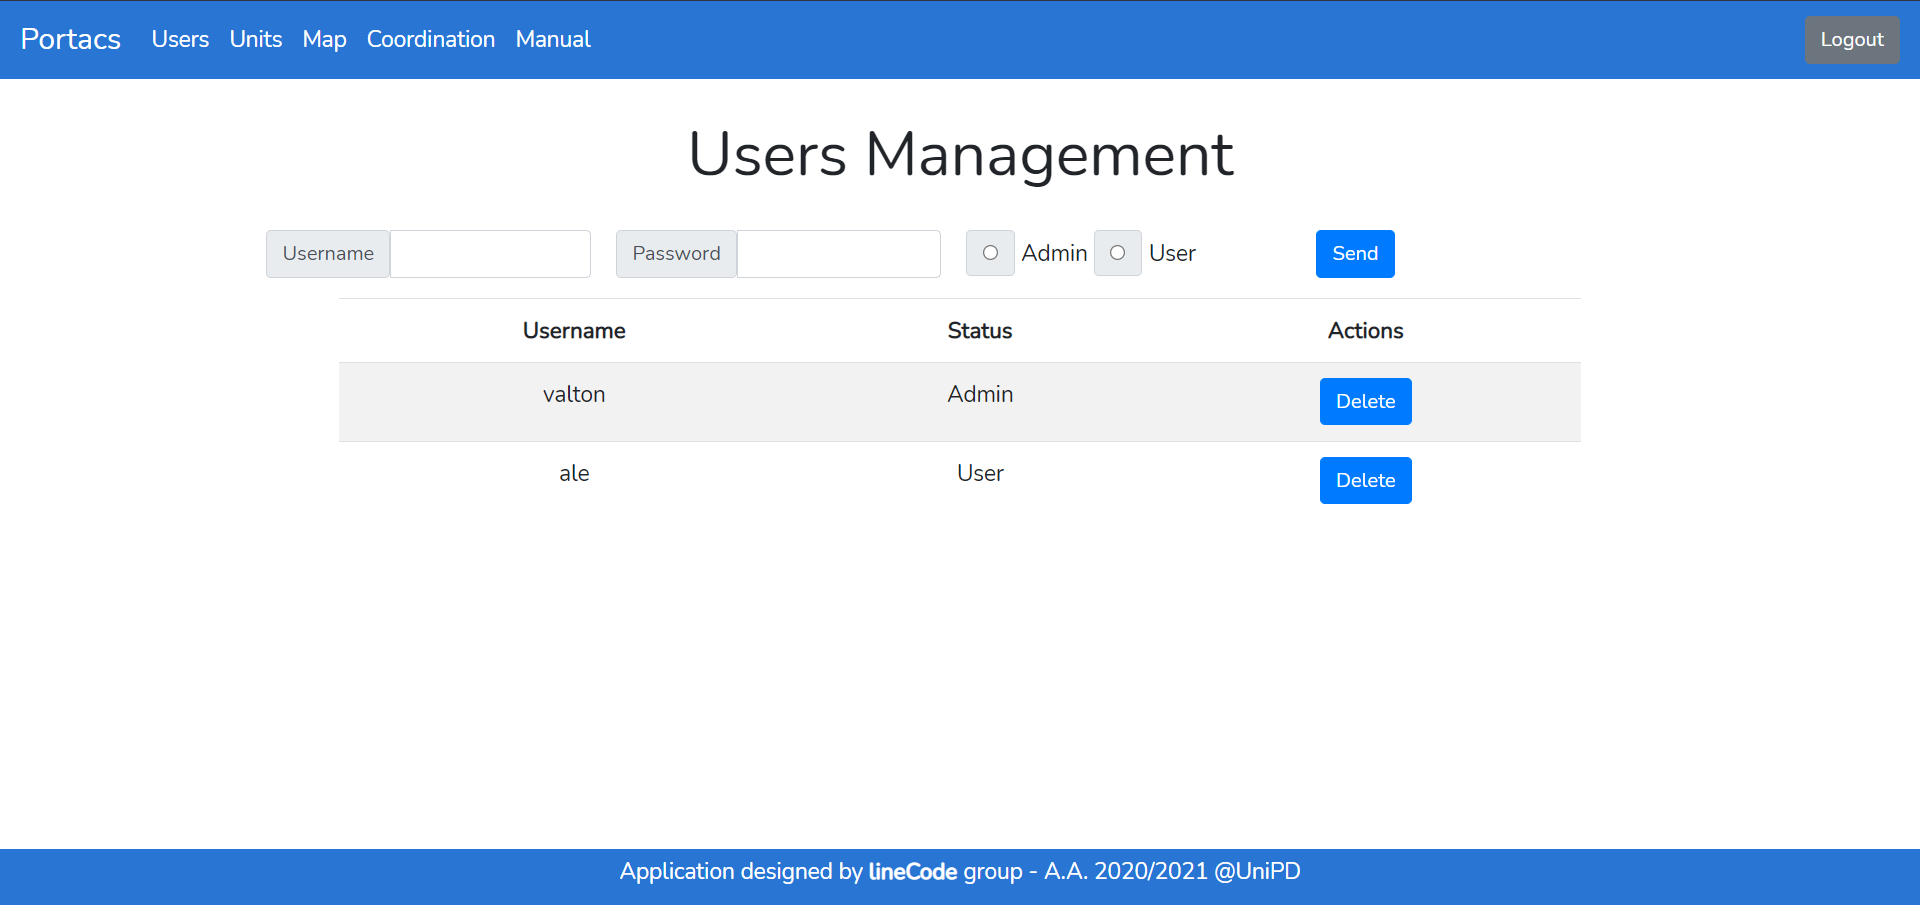 Portacs Users Units Map Coordination Manual Logout
Users Management
Username Password Admin User Send
Username Status Actions
valton Admin Delete
ale User Delete
Application designed by lineCode group - A.A. 2020/2021 @UniPD